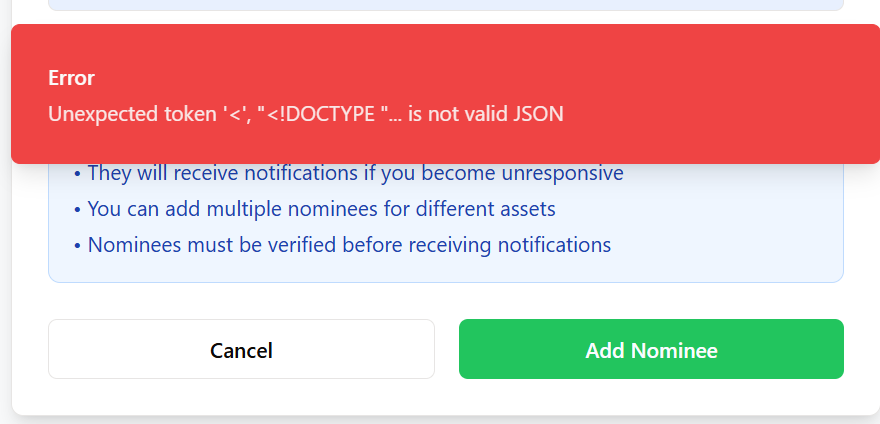 Error
Unexpected token '<', "<!DOCTYPE "... is not valid JSON
• They will receive notifications if you become unresponsive
• You can add multiple nominees for different assets
• Nominees must be verified before receiving notifications
Cancel
Add Nominee